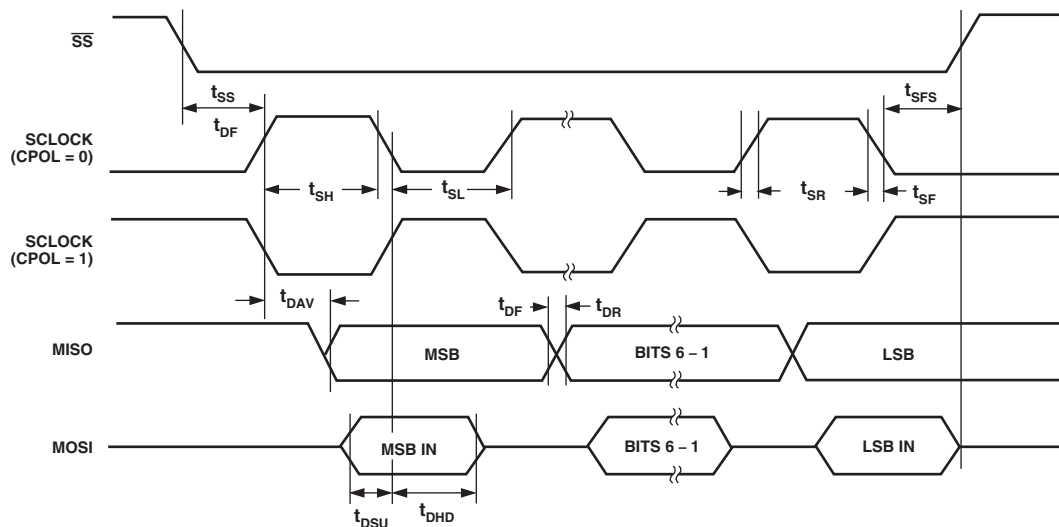 SS
tSS
tDF
tSFS
SCLOCK
(CPOL = 0)
tSH
tSL
tSR
tSF
SCLOCK
(CPOL = 1)
tDAV
tDF
tDR
MISO
MSB
BITS 6 – 1
LSB
MOSI
MSB IN
BITS 6 – 1
LSB IN
tDSU
tDHD